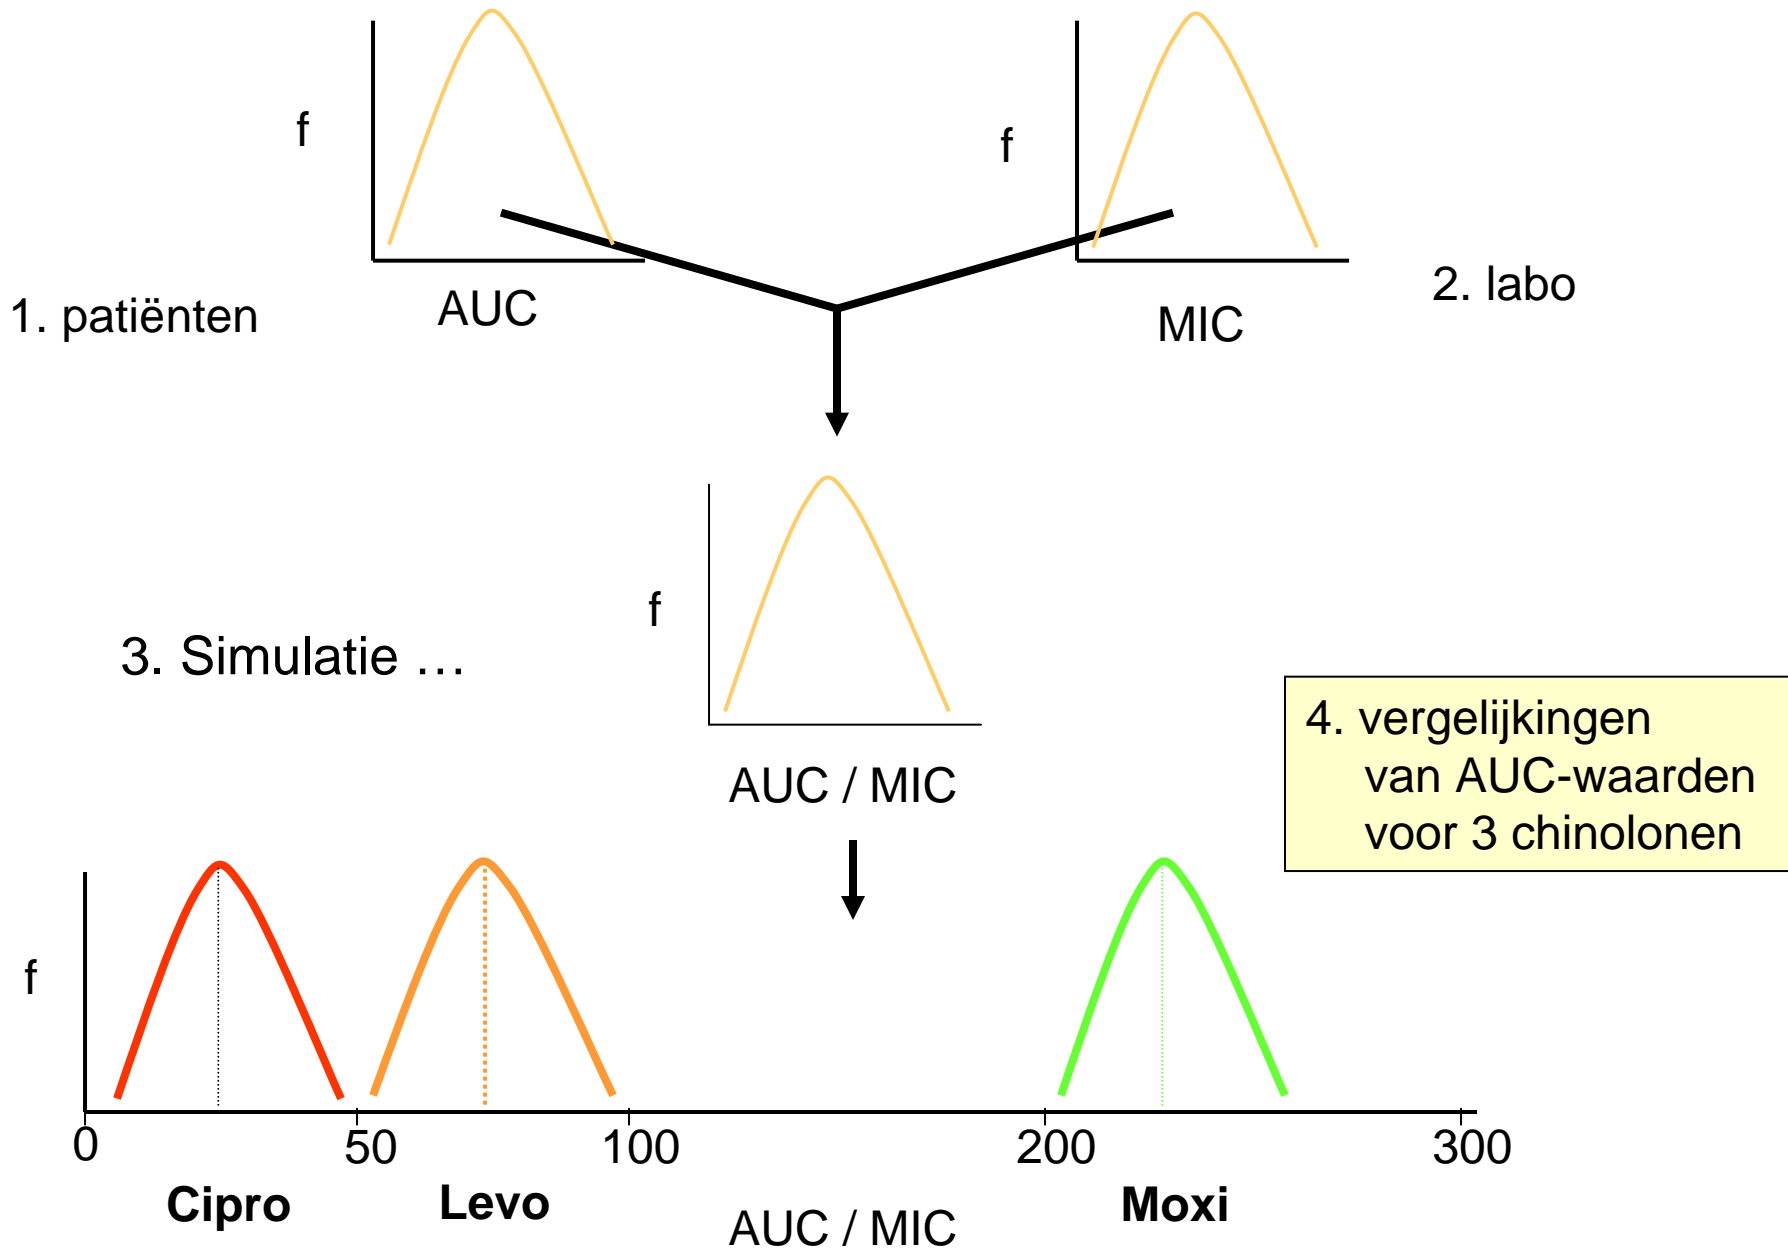 f
f
AUC
MIC
1. patiënten
2. labo
f
3. Simulatie …
AUC / MIC
4. vergelijkingen
van AUC-waarden
voor 3 chinolonen
f
0
50
100
200
300
Cipro
Levo
Moxi
AUC / MIC